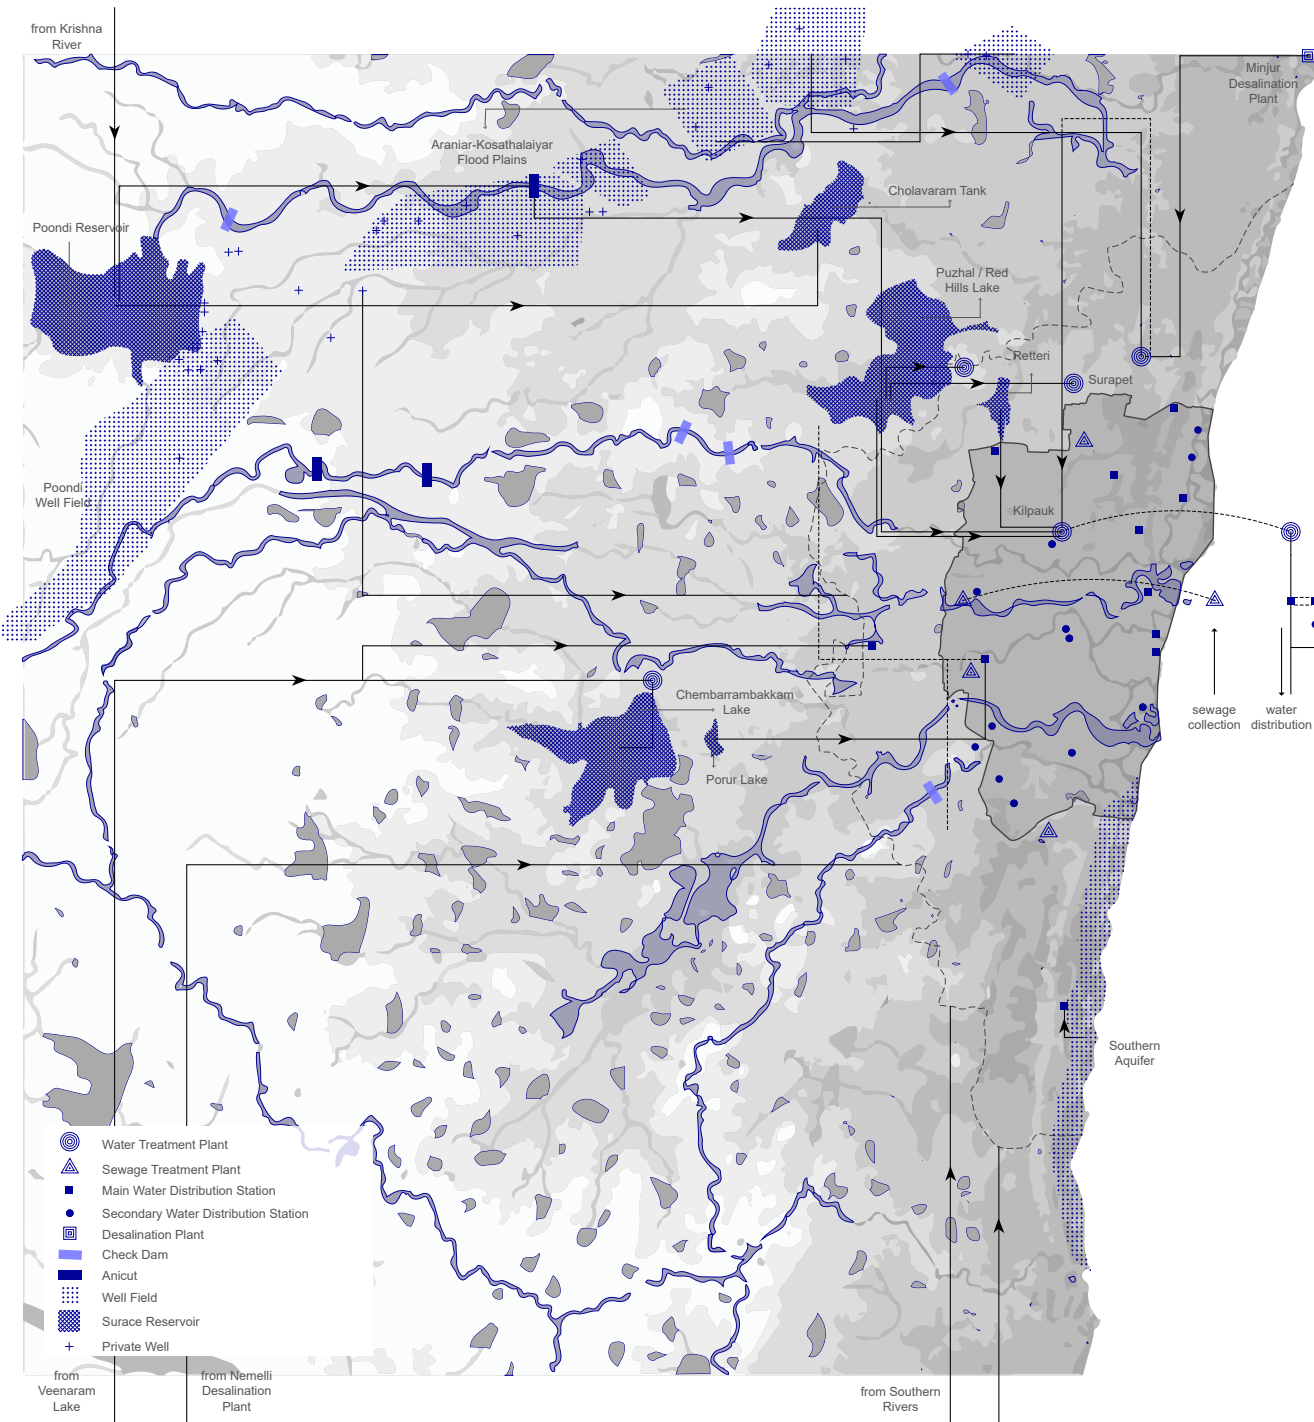 from Krishna
River
Minjur
Desalination
Plant
Araniar-Kosathalaiyar
Flood Plains
Cholavaram Tank
Poondi Reservoir
Puzhal / Red
Hills Lake
Retteri
Surapet
Poondi
Well Field
Kilpauk
Chembarrambakkam
Lake
sewage
collection
water
distribution
Porur Lake
Southern
Aquifer
Water Treatment Plant
Sewage Treatment Plant
Main Water Distribution Station
Secondary Water Distribution Station
Desalination Plant
Check Dam
Anicut
Well Field
Surace Reservoir
Private Well
from
Veenaram
Lake
from Nemelli
Desalination
Plant
from Southern
Rivers